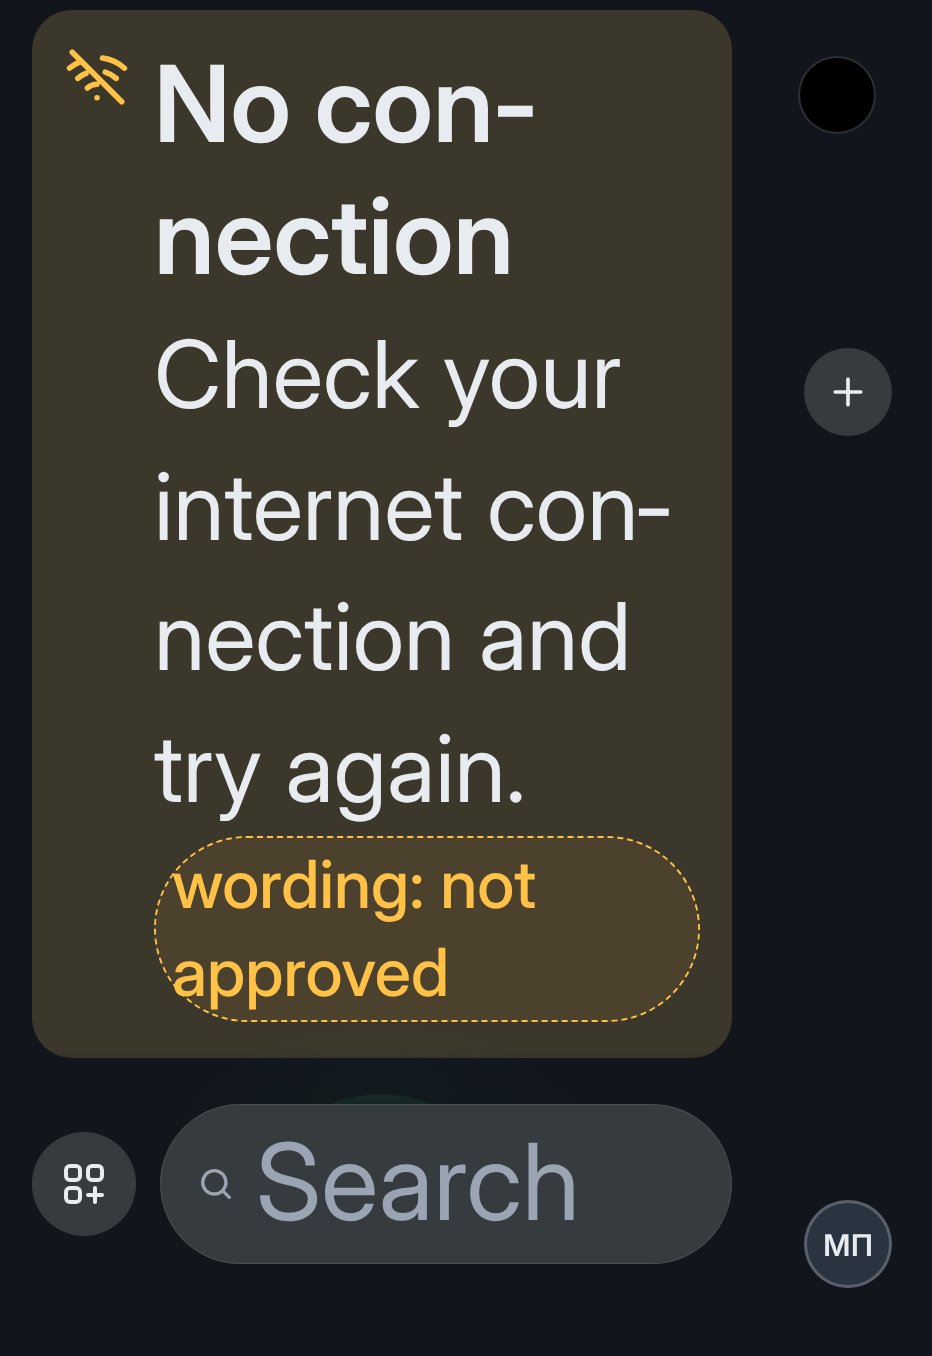 No con-
nection
Check your
internet con-
nection and
try again.
wording: not
approved
Search
МП